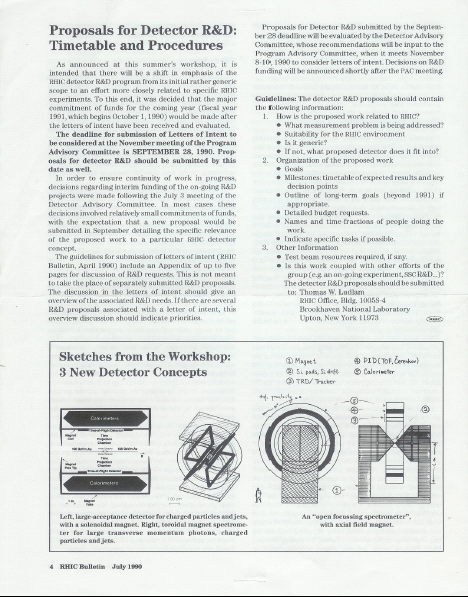 Proposals for Detector R&D:
Timetable and Procedures
As announced at this summer's workshop, it is
intended that there will be a shift in emphasis of the
RHIC detector R&D program from its initial rather generic
scope to an effort more closely related to specific RHIC
experiments. To this end, it was decided that the major
commitment of funds for the coming year (fiscal year
1991, which begins October 1, 1990) would be made after
the letters of intent have been received and evaluated.
The deadline for submission of Letters of Intent to
be considered at the November meeting of the Program
Advisory Committee is SEPTEMBER 28, 1990. Prop-
osals for detector R&D should be submitted by this
date as well.
In order to ensure continuity of work in progress,
decisions regarding interim funding of the on-going R&D
projects were made following the July 3 meeting of the
Detector Advisory Committee. In most cases these
decisions involved relatively small commitments of funds,
with the expectation that a new proposal would be
submitted in September detailing the specific relevance
of the proposed work to a particular RHIC detector
concept.
The guidelines for submission of letters of intent (RHIC
Bulletin, April 1990) include an Appendix of up to five
pages for discussion of R&D requests. This is not meant
to take the place of separately submitted R&D proposals.
The discussion in the letters of intent should give an
overview of the associated R&D needs. If there are several
R&D proposals associated with a letter of intent, this
overview discussion should indicate priorities.
Proposals for Detector R&D submitted by the Septem-
ber 28 deadline will be evaluated by the Detector Advisory
Committee, whose recommendations will be input to the
Program Advisory Committee, when it meets November
8-10, 1990 to consider letters of intent. Decisions on R&D
funding will be announced shortly after the PAC meeting.
Guidelines: The detector R&D proposals should contain
the following information:
1. How is the proposed work related to RHIC?
● What measurement problem is being addressed?
● Suitability for the RHIC environment
● Is it generic?
● If not, what proposed detector does it fit into?
2. Organization of the proposed work
● Goals
● Milestones: timetable of expected results and key
decision points
● Outline of long-term goals (beyond 1991) if
appropriate.
● Detailed budget requests.
● Names and time-fractions of people doing the
work.
● Indicate specific tasks if possible.
3. Other Information
● Test beam resources required, if any.
● Is this work coupled with other efforts of the
group (e.g. an on-going experiment, SSC R&D...)?
The detector R&D proposals should be submitted
to: Thomas W. Ludlam
RHIC Office, Bldg. 1005S-4
Brookhaven National Laboratory
Upton, New York 11973
Sketches from the Workshop:
3 New Detector Concepts
① Magnet
② Si pads, Si drift
③ TRD/ Tracker
④ PID (TOF, Čerenkov)
⑤ Calorimeter
Calorimeters
Time-of-Flight Detector
Magnet
Coil
Time
Projection
Chamber
Time
Projection
Chamber
Time-of-Flight Detector
Calorimeters
Left, large-acceptance detector for charged particles and jets,
with a solenoidal magnet. Right, toroidal magnet spectrome-
ter for large transverse momentum photons, charged
particles and jets.
An "open focussing spectrometer",
with axial field magnet.
4 RHIC Bulletin July 1990